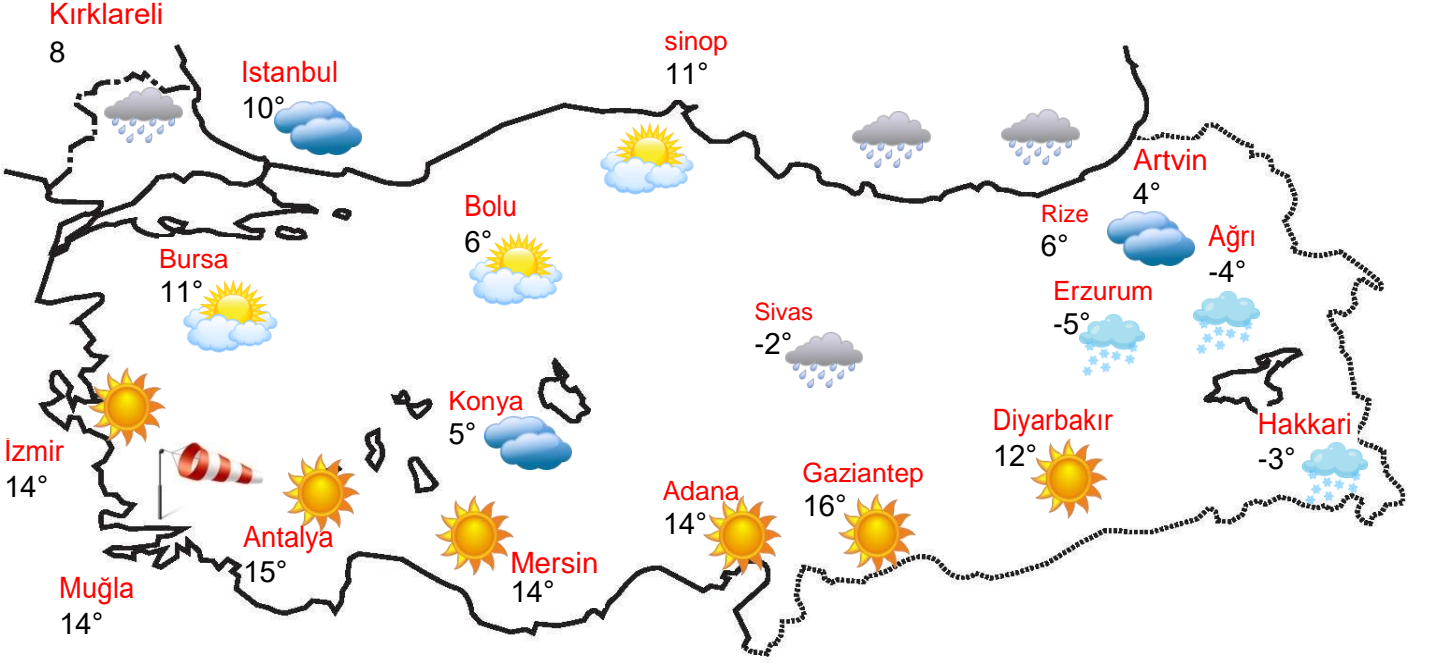 Kırklareli
8
Istanbul
10°
sinop
11°
Artvin
4°
Rize
6°
Ağrı
-4°
Bolu
6°
Bursa
11°
Erzurum
-5°
Sivas
-2°
Konya
5°
Diyarbakır
12°
Hakkari
-3°
İzmir
14°
Gaziantep
16°
Adana
14°
Antalya
15°
Mersin
14°
Muğla
14°